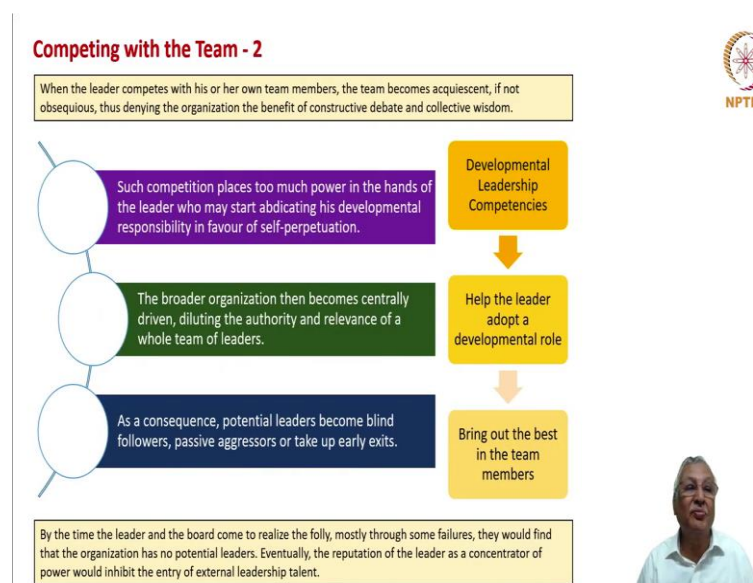 Competing with the Team - 2
When the leader competes with his or her own team members, the team becomes acquiescent, if not
obsequious, thus denying the organization the benefit of constructive debate and collective wisdom.
Such competition places too much power in the hands of
the leader who may start abdicating his developmental
responsibility in favour of self-perpetuation.
The broader organization then becomes centrally
driven, diluting the authority and relevance of a
whole team of leaders.
As a consequence, potential leaders become blind
followers, passive aggressors or take up early exits.
Developmental
Leadership
Competencies
Help the leader
adopt a
developmental role
Bring out the best
in the team
members
By the time the leader and the board come to realize the folly, mostly through some failures, they would find
that the organization has no potential leaders. Eventually, the reputation of the leader as a concentrator of
power would inhibit the entry of external leadership talent.